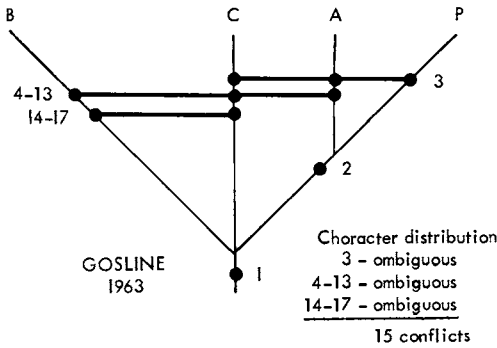 B C A P
3
4-13
14-17
2
GOSLINE
1963
1
Choracter distribution
3 - ombiguous
4-13 - ombiguous
14-17 - ombiguous
15 conflicts